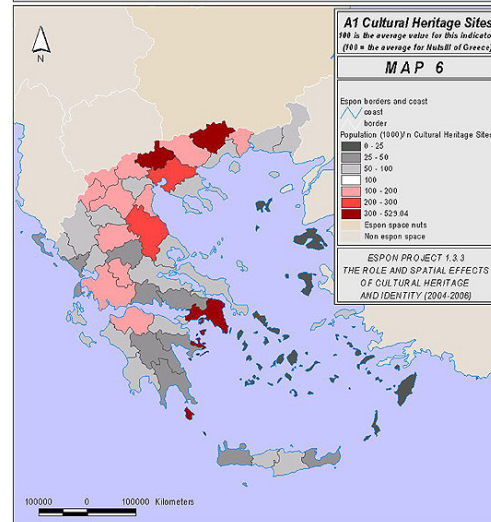 A1 Cultural Heritage Sites
100 is the average value for this indicator
(100 = the average for NutsIII of Greece)
MAP 6
N
Espon borders and coast
coast
border
Population (1000)/n Cultural Heritage Sites
0 - 25
25 - 50
50 - 100
100
100 - 200
200 - 300
300 - 529.04
Espon space nuts
Non espon space
ESPON PROJECT 1.3.3
THE ROLE AND SPATIAL EFFECTS
OF CULTURAL HERITAGE
AND IDENTITY (2004-2006)
100000 0 100000 Kilometers